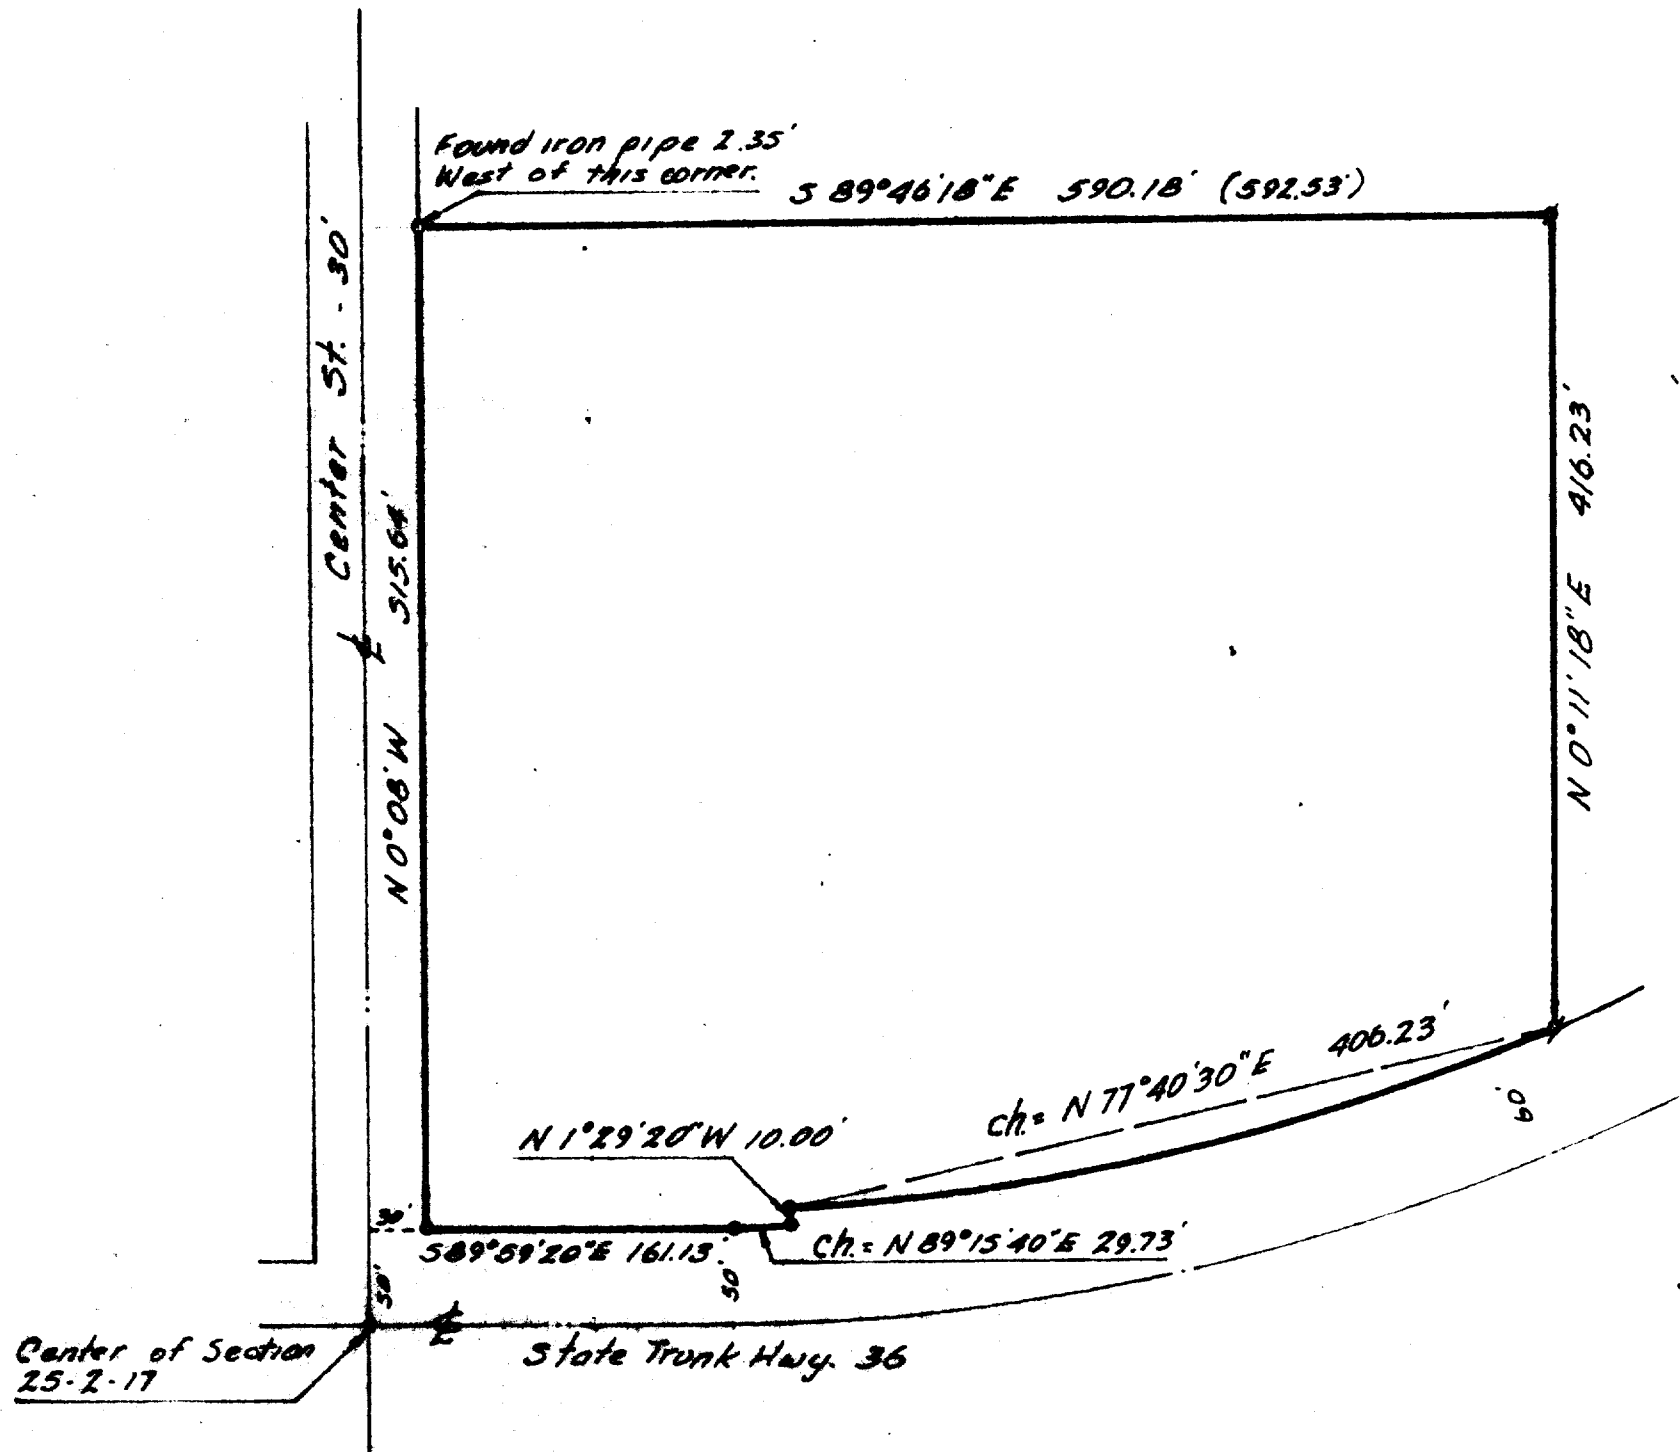 Found iron pipe 2.35'
West of this corner.
S 89°46'18"E 590.18' (592.53')
Center St. - 30'
N 0°08'W 515.64'
N 0°11'18"E 416.23'
ch.= N 77°40'30"E 406.23'
60'
N 1°29'20"W 10.00'
30'
S89°59'20"E 161.13'
Ch.= N 89°15'40"E 29.73'
50'
50'
State Trunk Hwy. 36
Center of Section
25-2-17